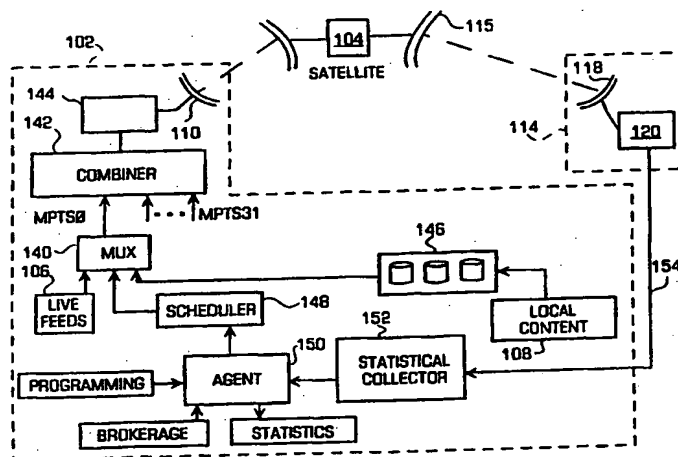 102
104
115
SATELLITE
118
144
110
114
120
142
COMBINER
MPTS0
MPTS31
140
MUX
146
154
106
LIVE FEEDS
SCHEDULER
148
152
LOCAL CONTENT
108
150
STATISTICAL COLLECTOR
PROGRAMMING
AGENT
BROKERAGE
STATISTICS